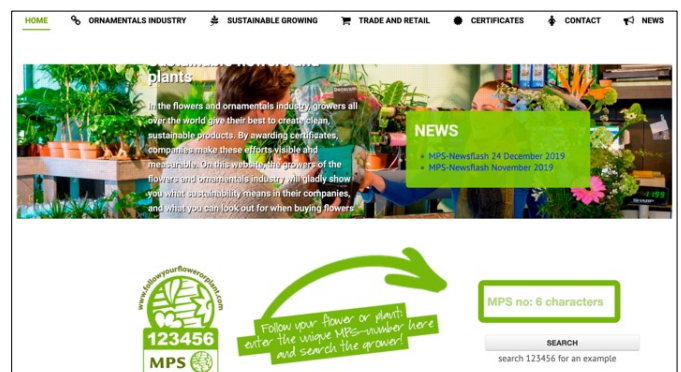 HOME ORNAMENTALS INDUSTRY SUSTAINABLE GROWING TRADE AND RETAIL CERTIFICATES CONTACT NEWS
Sustainable flowers and
plants
In the flowers and ornamentals industry, growers all
over the world give their best to create clean,
sustainable products. By awarding certificates,
companies make these efforts visible and
measurable. On this website, the growers of the
flowers and ornamentals industry will gladly show
you what sustainability means in their companies,
and what you can look out for when buying flowers
NEWS
MPS-Newsflash 24 December 2019
MPS-Newsflash November 2019
www.followyourflowerorplant.com
123456
MPS
Follow your flower or plant:
enter the unique MPS-number here
and search the grower!
MPS no: 6 characters
SEARCH
search 123456 for an example